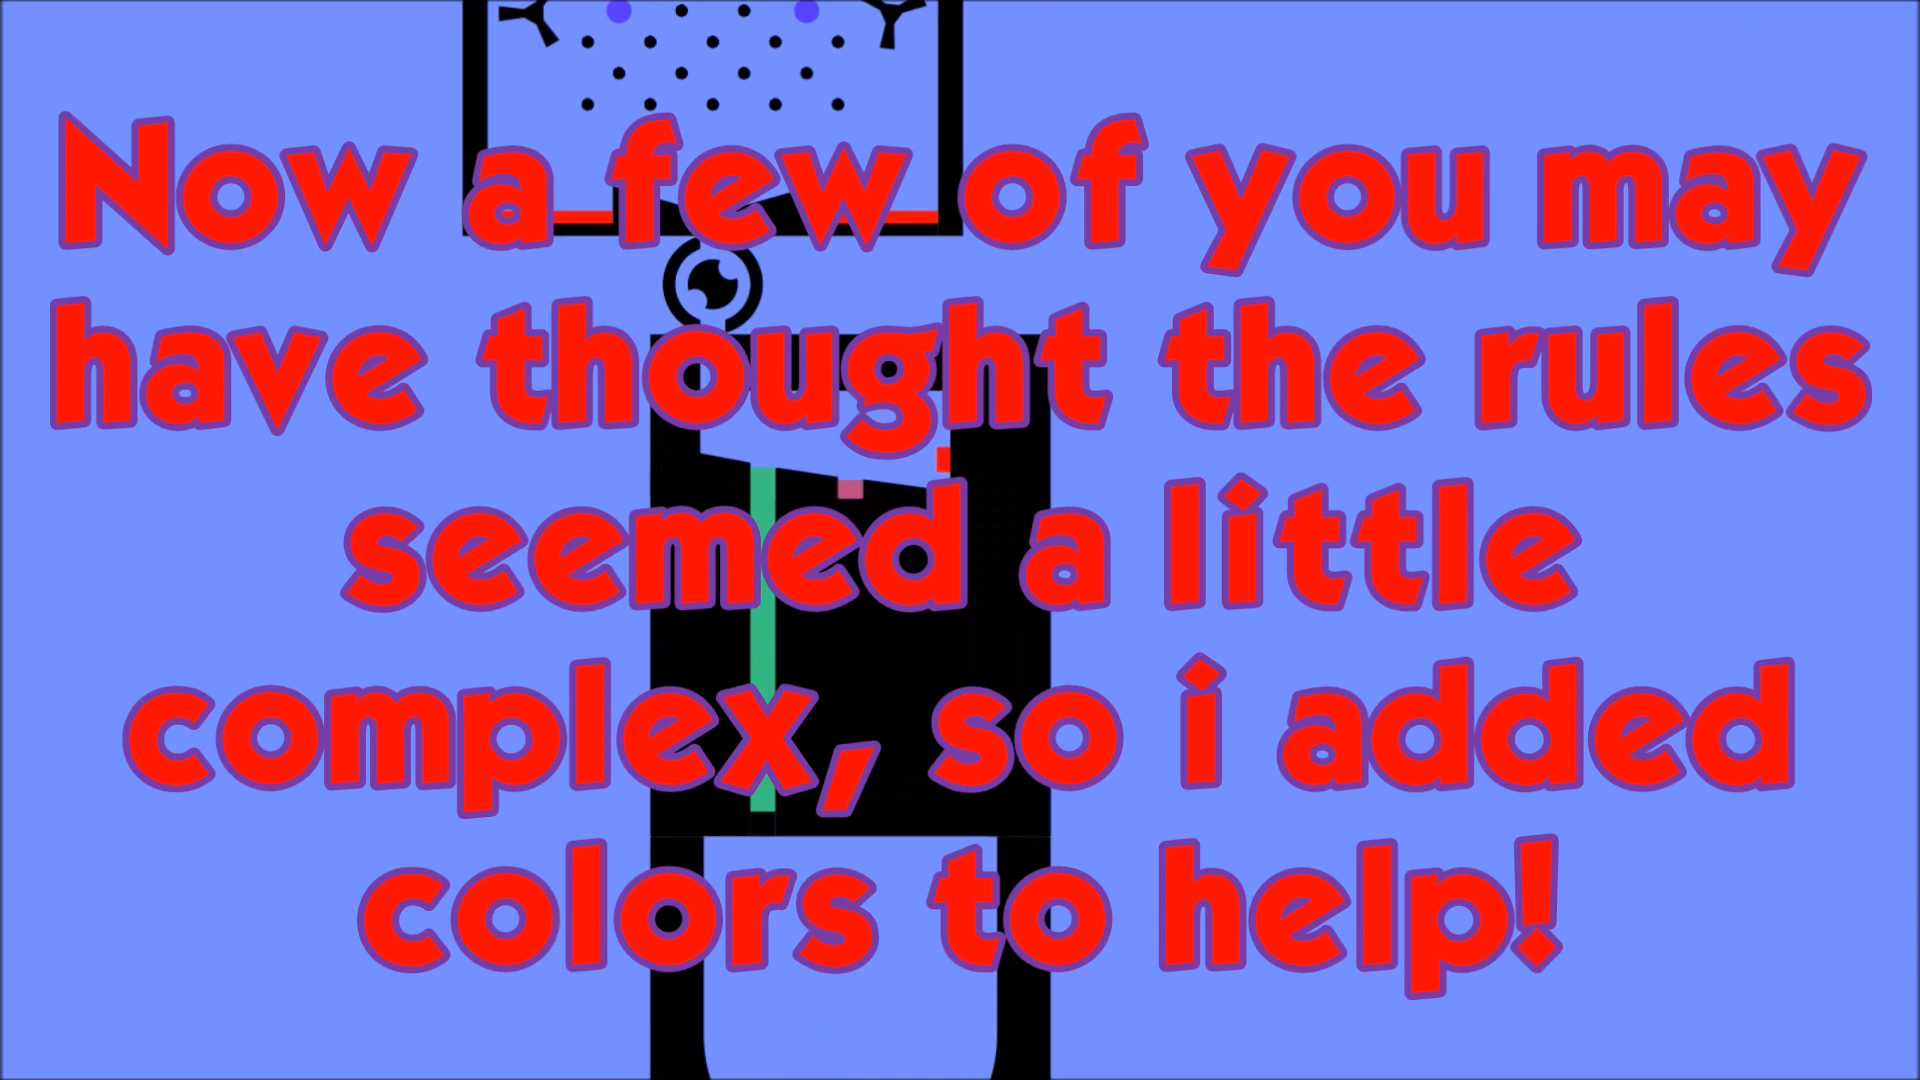 Now a few of you may
have thought the rules
seemed a little
complex, so i added
colors to help!